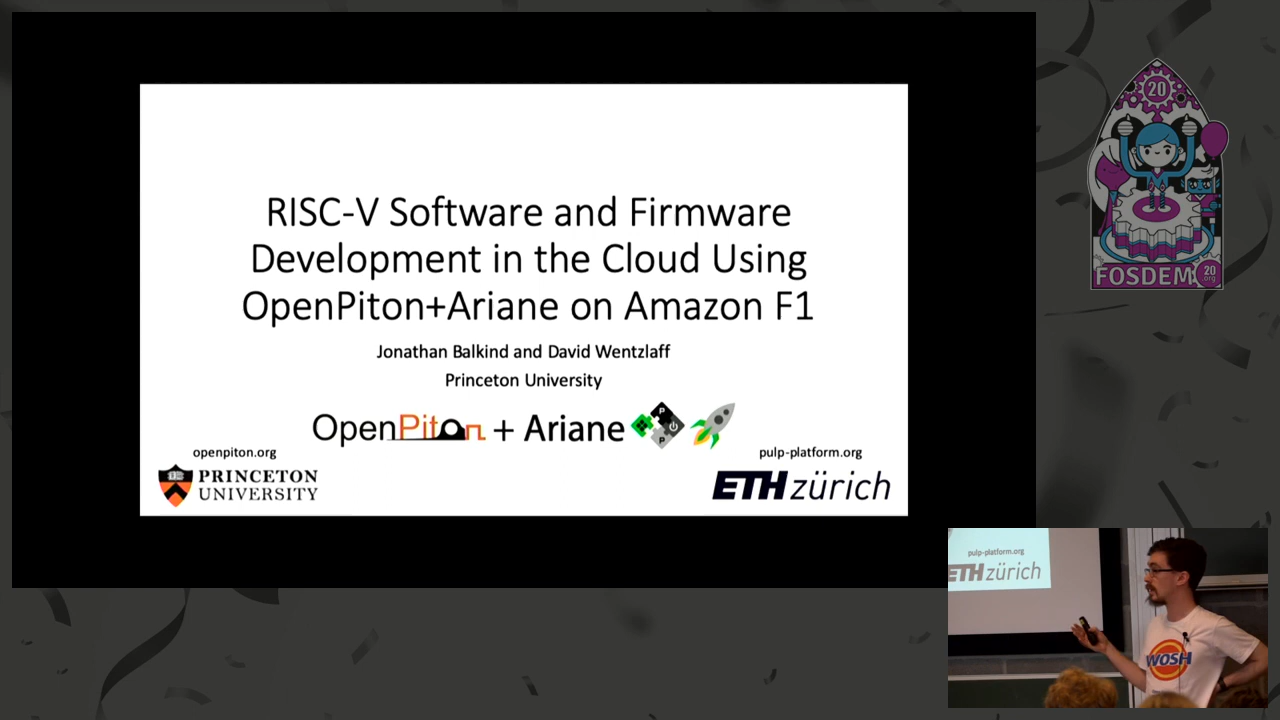 RISC-V Software and Firmware
Development in the Cloud Using
OpenPiton+Ariane on Amazon F1
Jonathan Balkind and David Wentzlaff
Princeton University
OpenPiton + Ariane
openpiton.org
pulp-platform.org
PRINCETON
UNIVERSITY
ETH zürich
20
FOSDEM
20
.org
pulp-platform.org
ETH zürich
WOSH